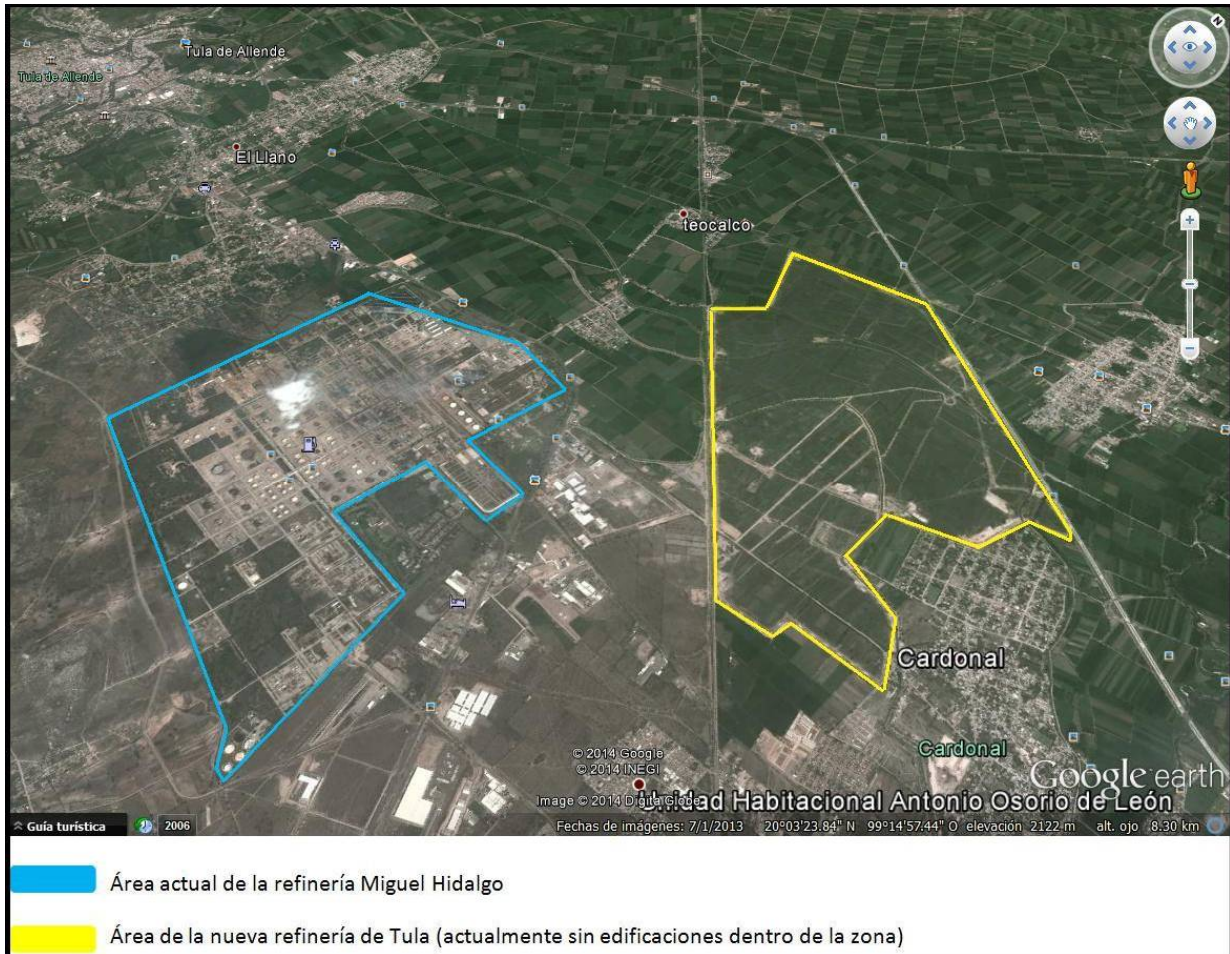 Tula de Allende
Tula de Allende
El Llano
teocalco
N
Cardonal
Cardonal
© 2014 Google
© 2014 INEGI
Image © 2014 DigitalGlobe
Unidad Habitacional Antonio Osorio de León
Google earth
Guía turística
2006
Fechas de imágenes: 7/1/2013 20°03'23.84" N 99°14'57.44" O elevación 2122 m alt. ojo 8.30 km
Área actual de la refinería Miguel Hidalgo
Área de la nueva refinería de Tula (actualmente sin edificaciones dentro de la zona)